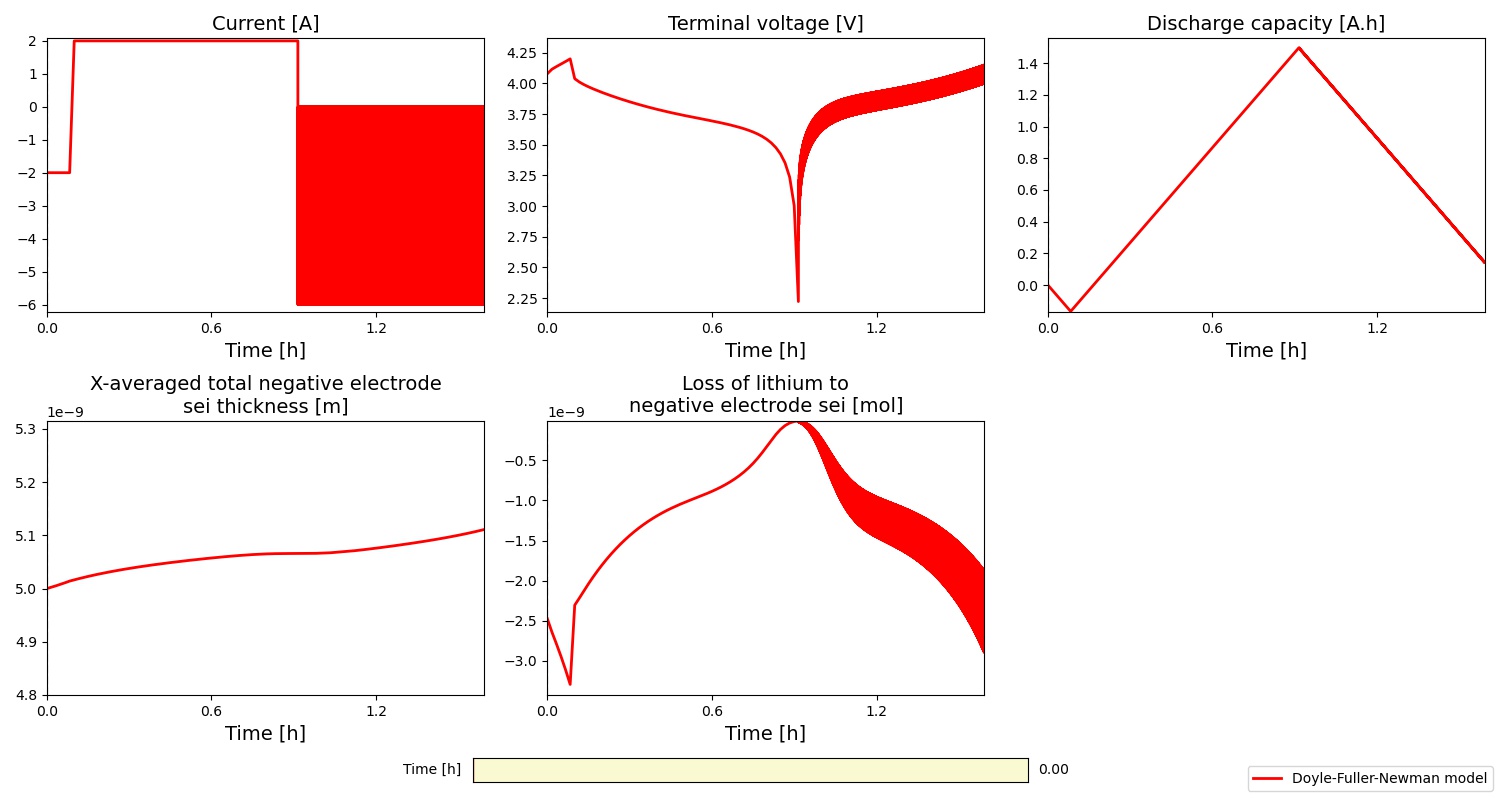 Current [A]
2
1
0
−1
−2
−3
−4
−5
−6
0.0 0.6 1.2
Time [h]
Terminal voltage [V]
4.25
4.00
3.75
3.50
3.25
3.00
2.75
2.50
2.25
0.0 0.6 1.2
Time [h]
Discharge capacity [A.h]
1.4
1.2
1.0
0.8
0.6
0.4
0.2
0.0
0.0 0.6 1.2
Time [h]
X-averaged total negative electrode
sei thickness [m]
1e−9
5.3
5.2
5.1
5.0
4.9
4.8
0.0 0.6 1.2
Time [h]
Loss of lithium to
negative electrode sei [mol]
1e−9
−0.5
−1.0
−1.5
−2.0
−2.5
−3.0
0.0 0.6 1.2
Time [h]
Time [h] 0.00
Doyle-Fuller-Newman model